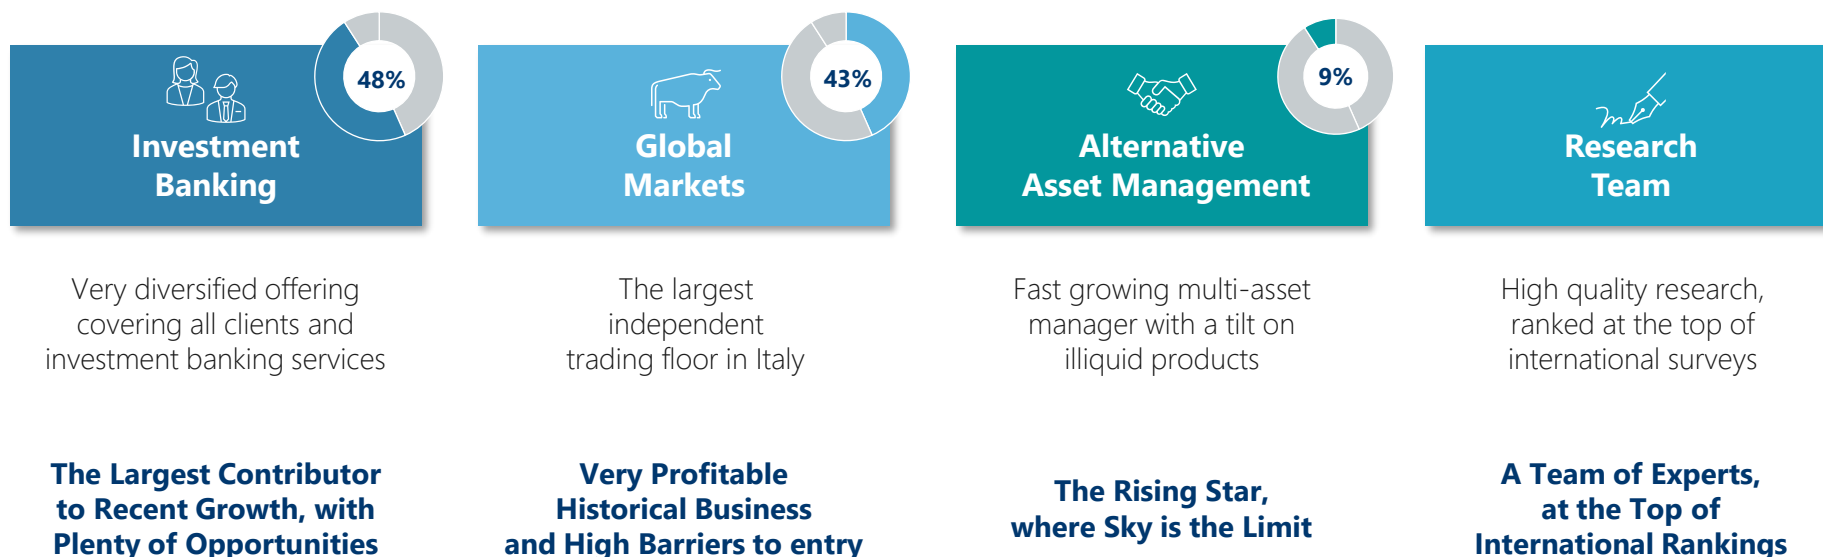 48%
Investment
Banking
Very diversified offering
covering all clients and
investment banking services
The Largest Contributor
to Recent Growth, with
Plenty of Opportunities
43%
Global
Markets
The largest
independent
trading floor in Italy
Very Profitable
Historical Business
and High Barriers to entry
9%
Alternative
Asset Management
Fast growing multi-asset
manager with a tilt on
illiquid products
The Rising Star,
where Sky is the Limit
Research
Team
High quality research,
ranked at the top of
international surveys
A Team of Experts,
at the Top of
International Rankings